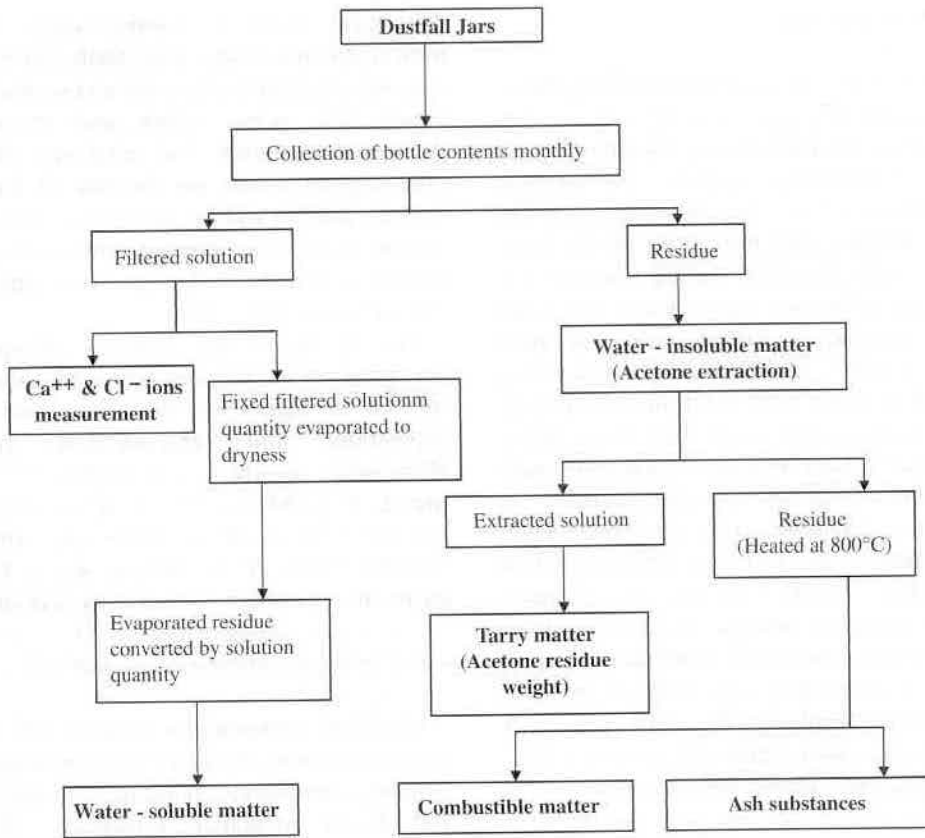 Dustfall Jars
Collection of bottle contents monthly
Filtered solution
Residue
Ca++ & Cl− ions
measurement
Fixed filtered solutionm
quantity evaporated to
dryness
Water - insoluble matter
(Acetone extraction)
Extracted solution
Residue
(Heated at 800°C)
Evaporated residue
converted by solution
quantity
Tarry matter
(Acetone residue
weight)
Water - soluble matter
Combustible matter
Ash substances